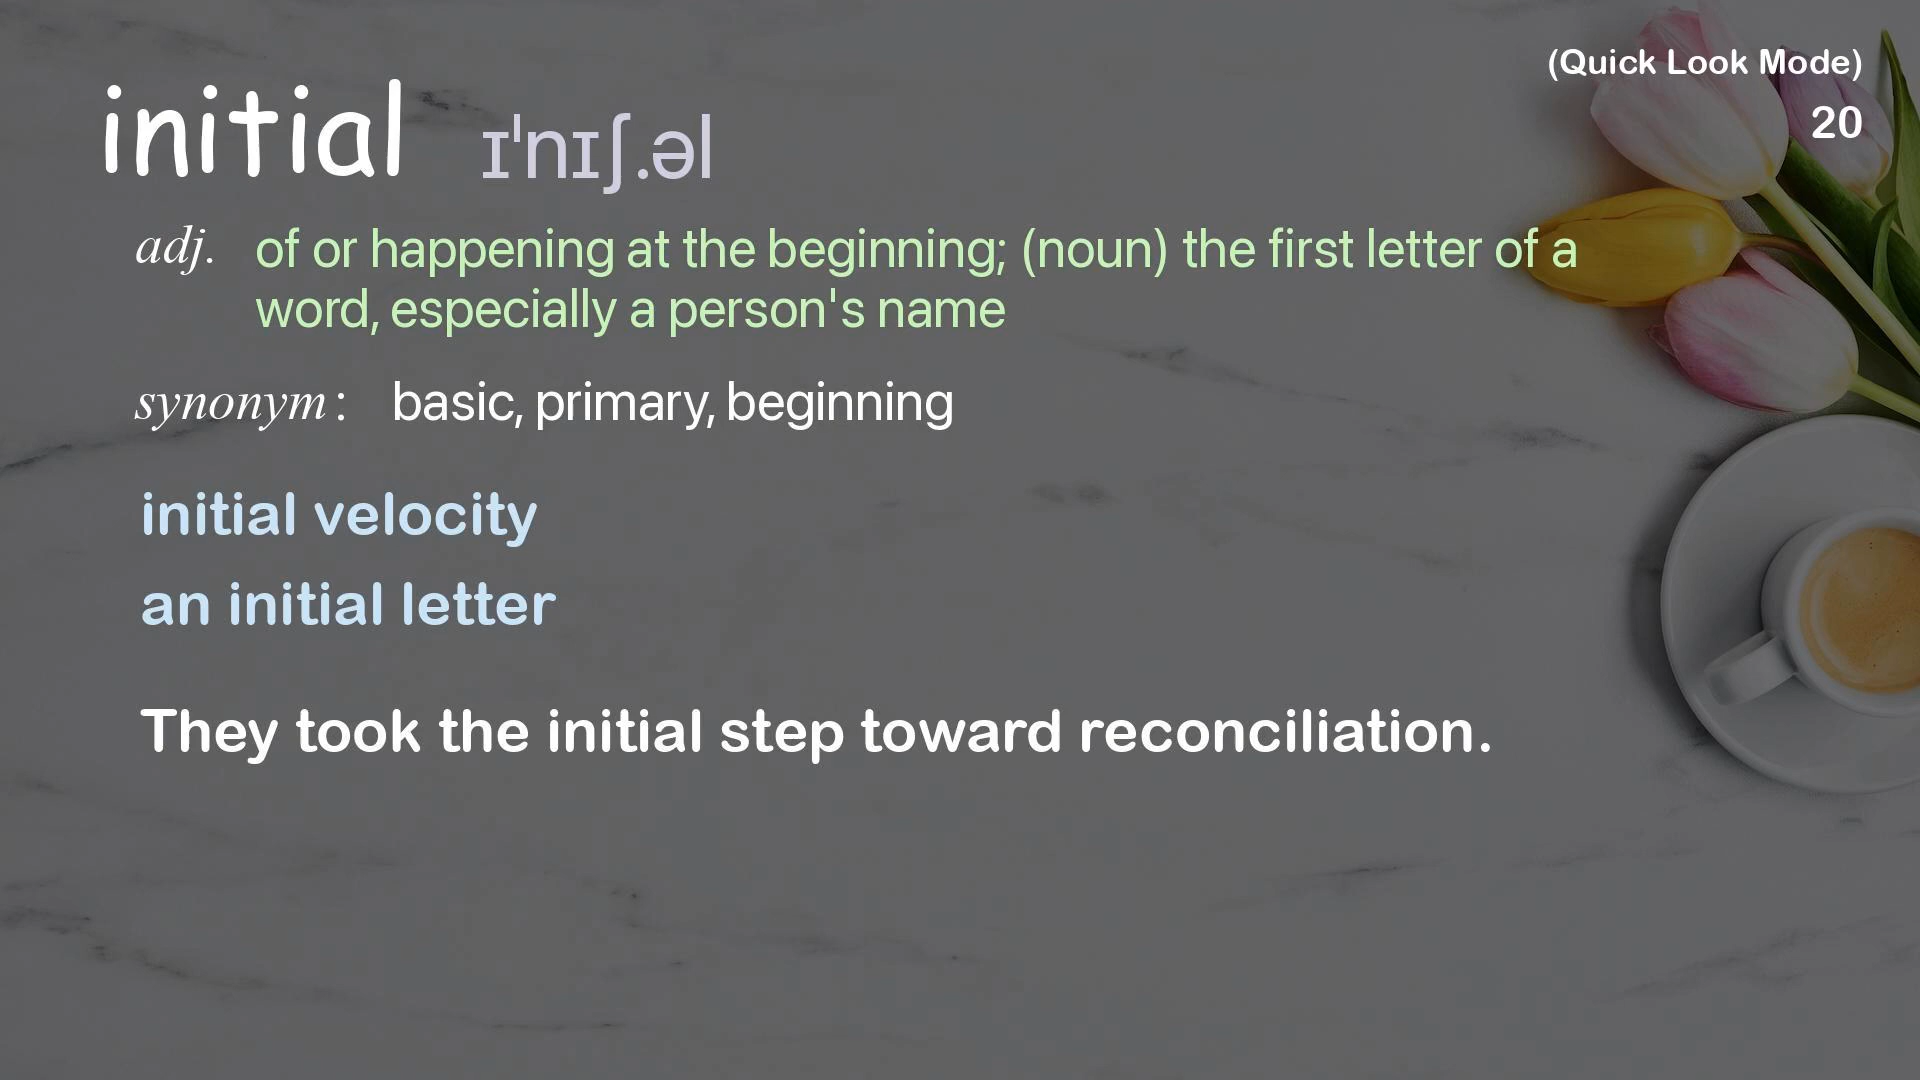 (Quick Look Mode)
20
initial ɪˈnɪʃ.əl
adj. of or happening at the beginning; (noun) the first letter of a
word, especially a person's name
synonym: basic, primary, beginning
initial velocity
an initial letter
They took the initial step toward reconciliation.